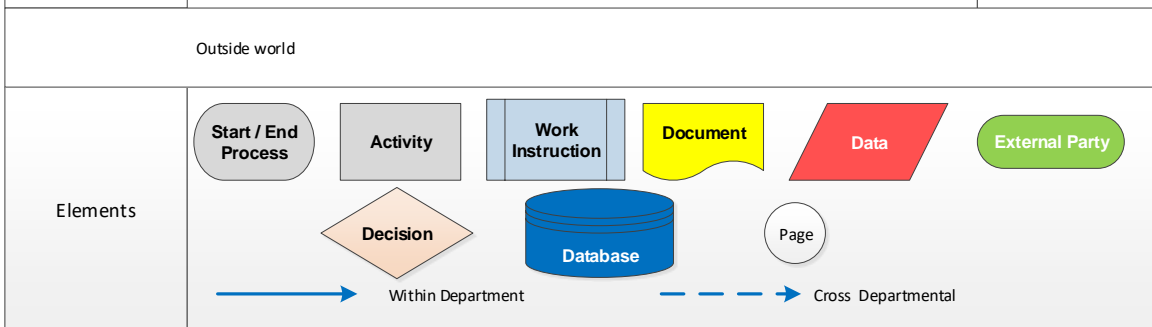 Outside world
Elements
Start / End
Process
Activity
Work
Instruction
Document
Data
External Party
Decision
Database
Page
Within Department
Cross Departmental